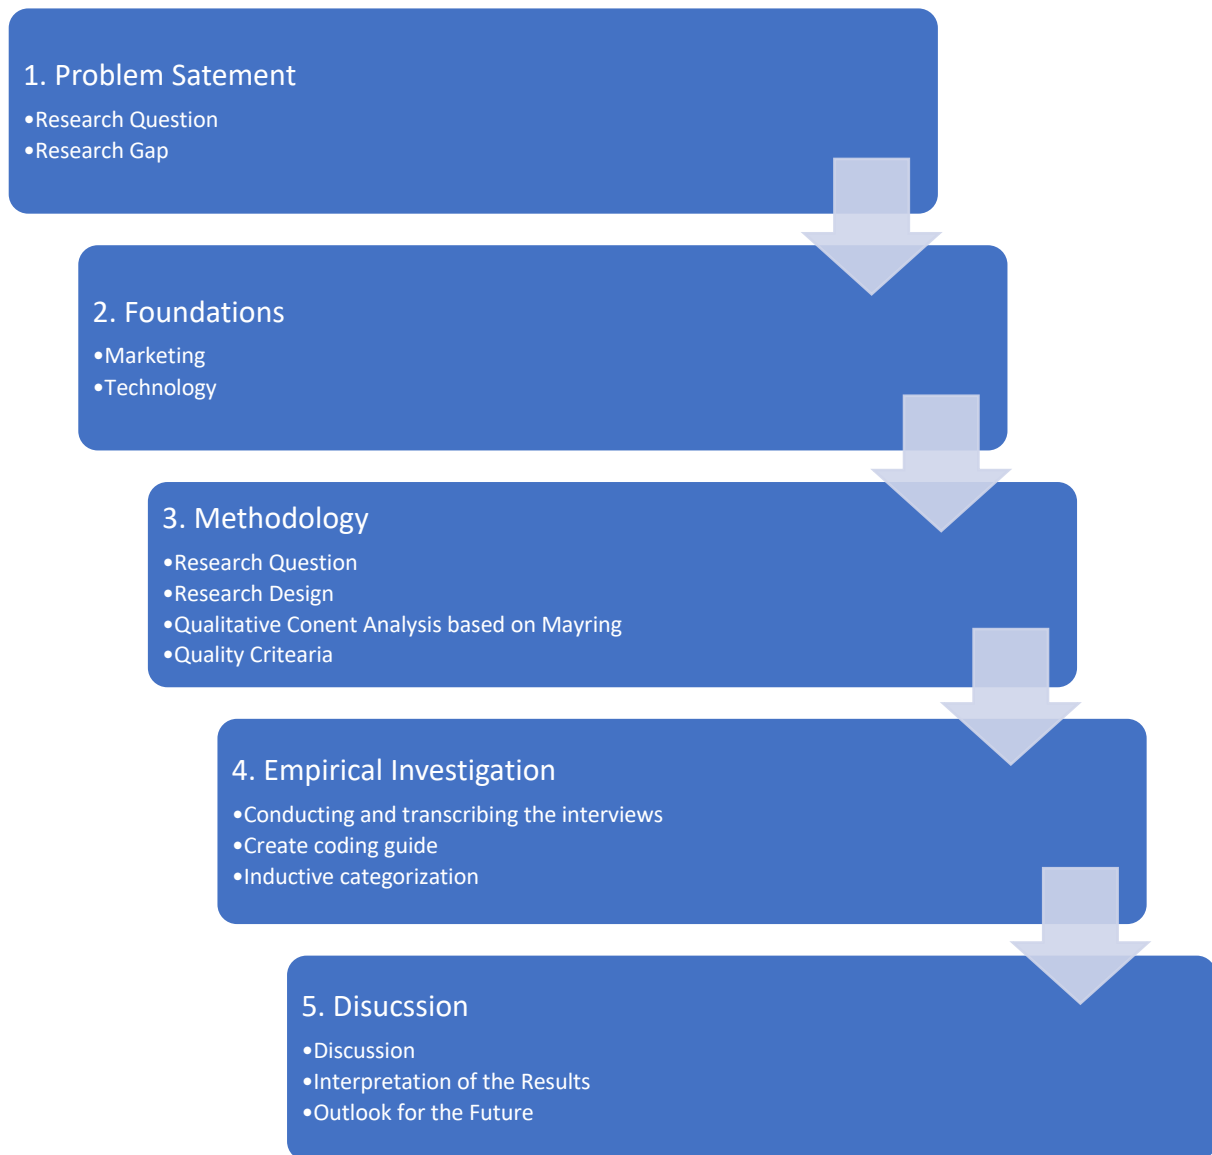 1. Problem Satement
•Research Question
•Research Gap
2. Foundations
•Marketing
•Technology
3. Methodology
•Research Question
•Research Design
•Qualitative Conent Analysis based on Mayring
•Quality Critearia
4. Empirical Investigation
•Conducting and transcribing the interviews
•Create coding guide
•Inductive categorization
5. Disucssion
•Discussion
•Interpretation of the Results
•Outlook for the Future